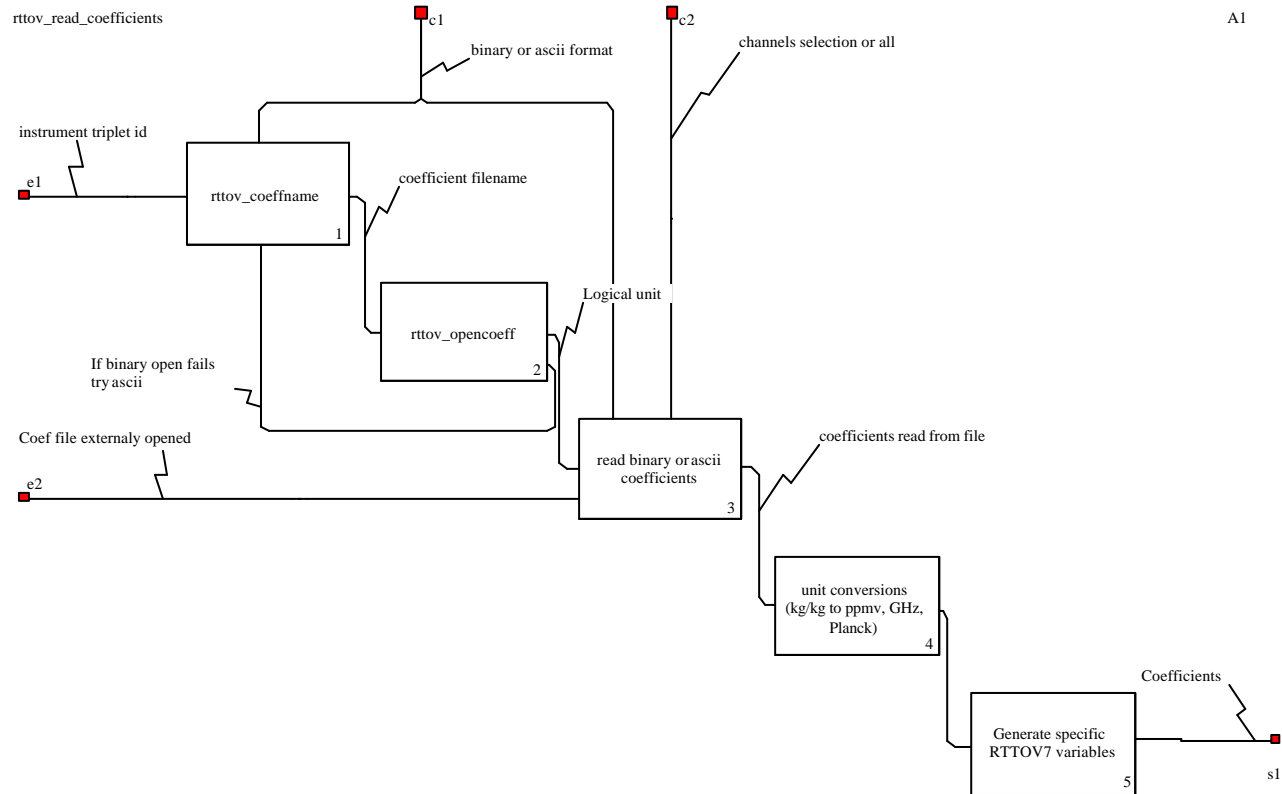 rttov_read_coefficients
c1
c2
A1
binary or ascii format
channels selection or all
instrument triplet id
e1
rttov_coeffname
1
coefficient filename
Logical unit
rttov_opencoeff
2
If binary open fails
try ascii
Coef file externaly opened
e2
read binary or ascii
coefficients
3
coefficients read from file
unit conversions
(kg/kg to ppmv, GHz,
Planck)
4
Coefficients
Generate specific
RTTOV7 variables
5
s1